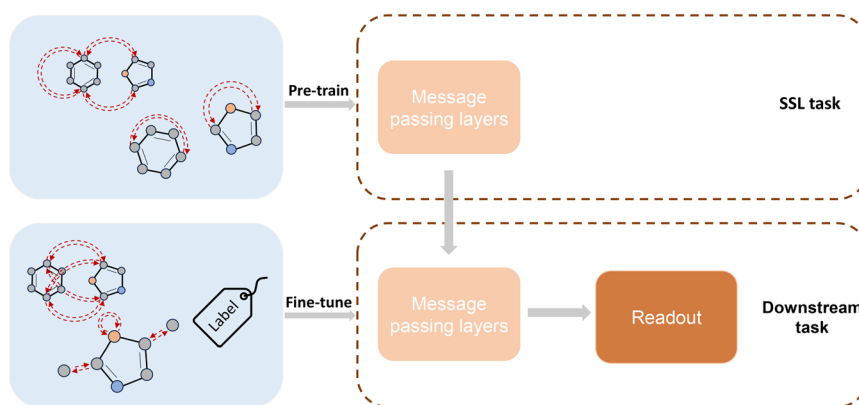 Pre-train
Message
passing layers
SSL task
Label
Fine-tune
Message
passing layers
Readout
Downstream
task